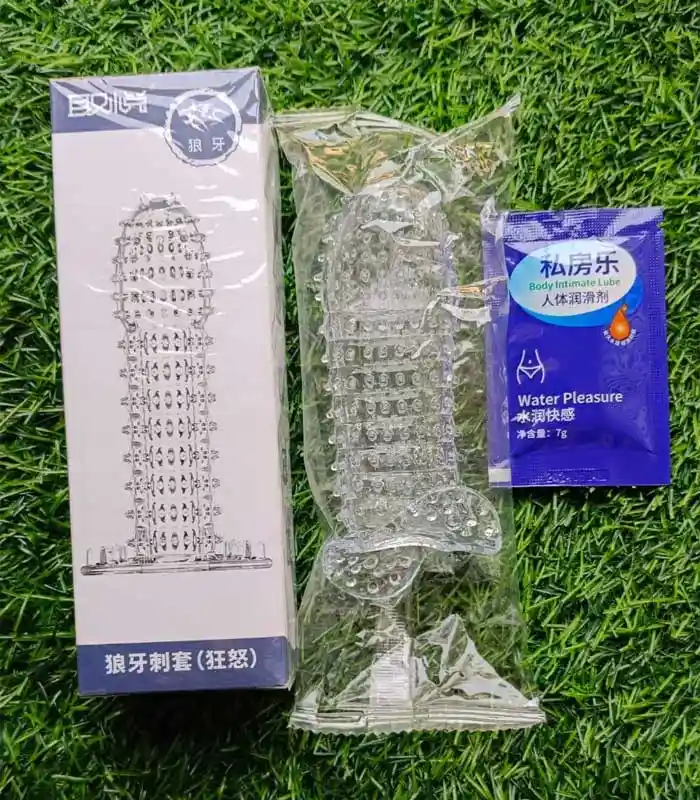 狼牙
狼牙刺套(狂怒)
私房乐
Body Intimate Lube
人体润滑剂
Water Pleasure
水润快感
净含量: 7g